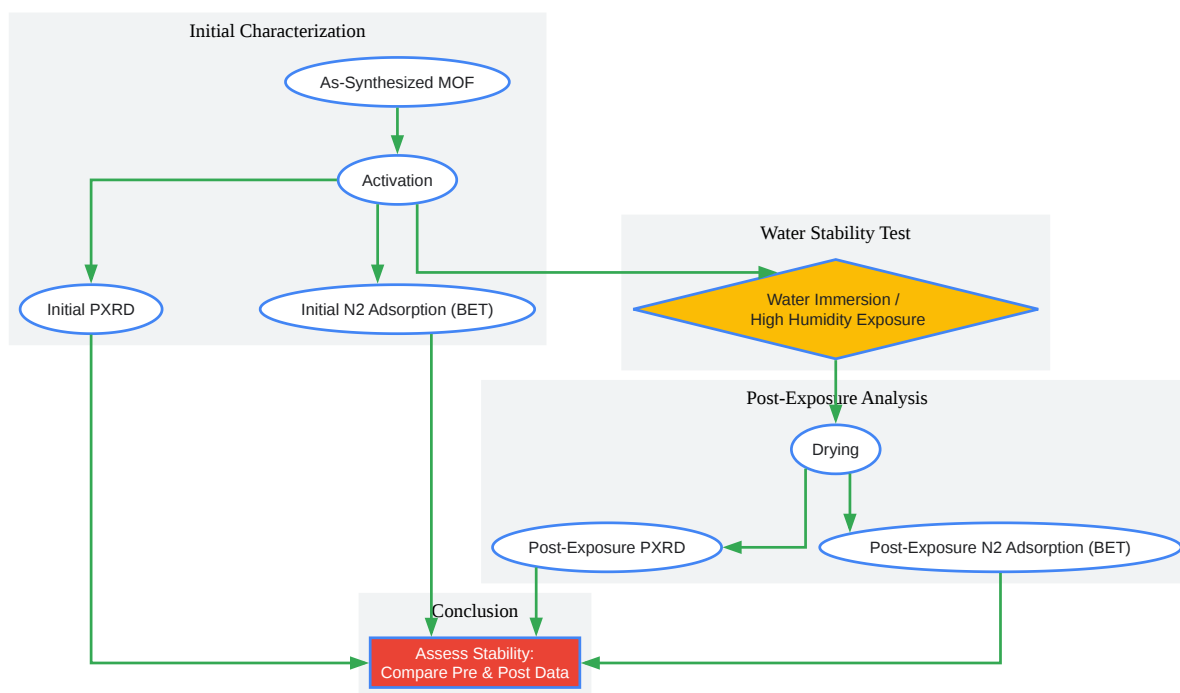 Initial Characterization
As-Synthesized MOF
Activation
Initial PXRD
Initial N2 Adsorption (BET)
Water Stability Test
Water Immersion /
High Humidity Exposure
Post-Exposure Analysis
Drying
Post-Exposure PXRD
Post-Exposure N2 Adsorption (BET)
Conclusion
Assess Stability:
Compare Pre & Post Data